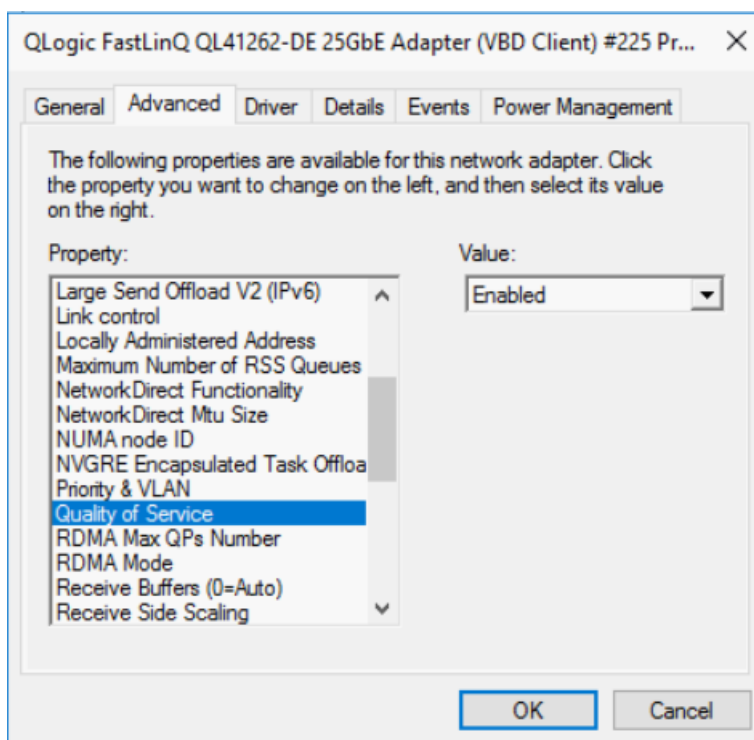 QLogic FastLinQ QL41262-DE 25GbE Adapter (VBD Client) #225 Pr...
General Advanced Driver Details Events Power Management
The following properties are available for this network adapter. Click
the property you want to change on the left, and then select its value
on the right.
Property: Value:
Large Send Offload V2 (IPv6) Enabled
Link control
Locally Administered Address
Maximum Number of RSS Queues
NetworkDirect Functionality
NetworkDirect Mtu Size
NUMA node ID
NVGRE Encapsulated Task Offloa
Priority & VLAN
Quality of Service
RDMA Max QPs Number
RDMA Mode
Receive Buffers (0=Auto)
Receive Side Scaling
OK Cancel